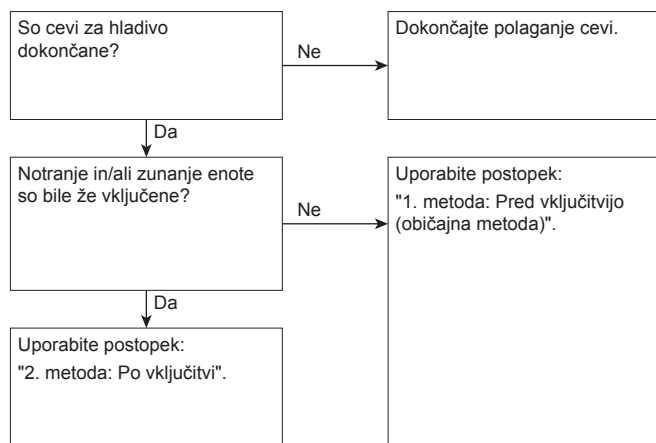 So cevi za hladivo
dokončane?
Ne
Dokončajte polaganje cevi.
Da
Notranje in/ali zunanje enote
so bile že vključene?
Ne
Uporabite postopek:
"1. metoda: Pred vključitvijo
(običajna metoda)".
Da
Uporabite postopek:
"2. metoda: Po vključitvi".